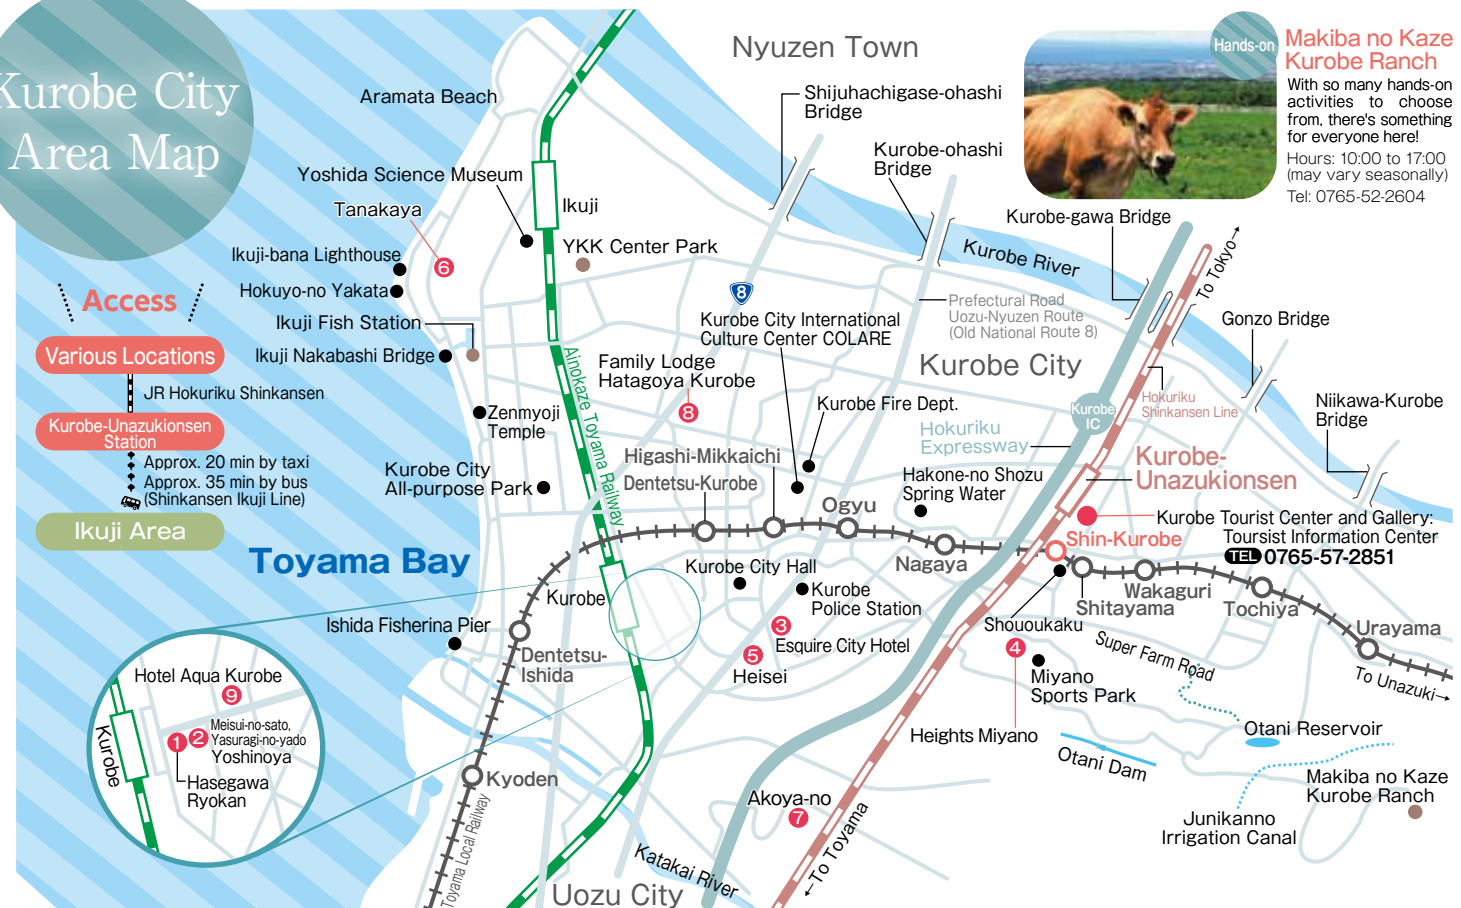 Kurobe City
Area Map
Access
Various Locations
JR Hokuriku Shinkansen
Kurobe-Unazukionsen
Station
Approx. 20 min by taxi
Approx. 35 min by bus
(Shinkansen Ikuji Line)
Ikuji Area
Toyama Bay
Nyuzen Town
Aramata Beach
Shijuhachigase-ohashi
Bridge
Kurobe-ohashi
Bridge
Hands-on
Makiba no Kaze
Kurobe Ranch
With so many hands-on
activities to choose
from, there's something
for everyone here!
Hours: 10:00 to 17:00
(may vary seasonally)
Tel: 0765-52-2604
Yoshida Science Museum
Tanakaya
6
Ikuji
YKK Center Park
Ikuji-bana Lighthouse
Hokuyo-no Yakata
Ikuji Fish Station
Ikuji Nakabashi Bridge
Kurobe-gawa Bridge
Kurobe River
To Tokyo→
8
Prefectural Road
Uozu-Nyuzen Route
(Old National Route 8)
Kurobe City International
Culture Center COLARE
Kurobe City
Gonzo Bridge
Ainokaze Toyama Railway
Family Lodge
Hatagoya Kurobe
8
Kurobe Fire Dept.
Kurobe
IC
Hokuriku
Shinkansen Line
Niikawa-Kurobe
Bridge
Zenmyoji
Temple
Hokuriku
Expressway
Kurobe City
All-purpose Park
Higashi-Mikkaichi
Dentetsu-Kurobe
Hakone-no Shozu
Spring Water
Kurobe-
Unazukionsen
Ogyu
Kurobe Tourist Center and Gallery:
Toursist Information Center
TEL 0765-57-2851
Shin-Kurobe
Nagaya
Kurobe City Hall
Kurobe
Kurobe
Police Station
Shououkaku
Shitayama
Wakaguri
Tochiya
Urayama
To Unazuki→
Ishida Fisherina Pier
Dentetsu-
Ishida
3
Esquire City Hotel
5
Heisei
4
Miyano
Sports Park
Super Farm Road
Heights Miyano
Otani Reservoir
Otani Dam
Makiba no Kaze
Kurobe Ranch
Junikanno
Irrigation Canal
Hotel Aqua Kurobe
9
Kurobe
1
2
Meisui-no-sato,
Yasuragi-no-yado
Yoshinoya
Hasegawa
Ryokan
Kyoden
Toyama Local Railway
Akoya-no
7
←To Toyama
Katakai River
Uozu City